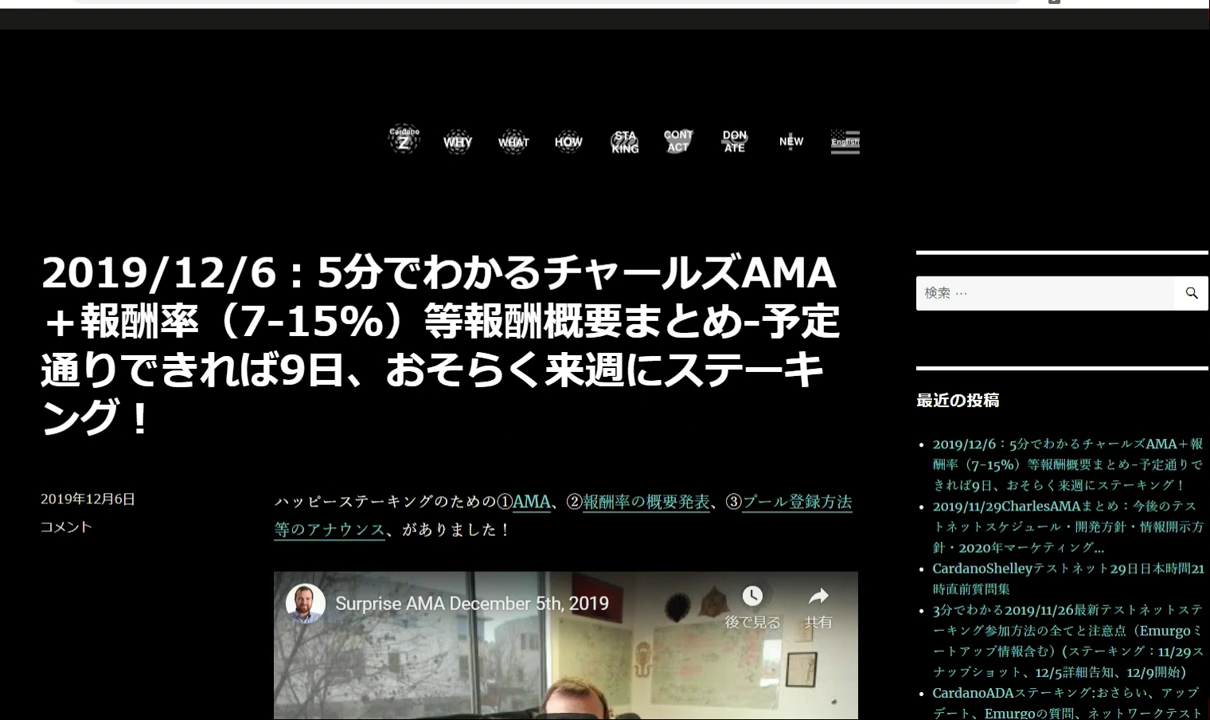 Cardano
Z
WHY
WHAT
HOW
STA
KING
CONT
ACT
DON
ATE
NEW
English
2019/12/6：5分でわかるチャールズAMA
＋報酬率（7-15%）等報酬概要まとめ-予定
通りできれば9日、おそらく来週にステーキ
ング！
2019年12月6日
コメント
ハッピーステーキングのための①AMA、②報酬率の概要発表、③プール登録方法
等のアナウンス、がありました！
Surprise AMA December 5th, 2019
後で見る
共有
検索 …
最近の投稿
2019/12/6：5分でわかるチャールズAMA＋報
酬率（7-15%）等報酬概要まとめ-予定通りで
きれば9日、おそらく来週にステーキング！
2019/11/29CharlesAMAまとめ：今後のテス
トネットスケジュール・開発方針・情報開示方
針・2020年マーケティング...
CardanoShelleyテストネット29日日本時間21
時直前質問集
3分でわかる2019/11/26最新テストネットステ
ーキング参加方法の全てと注意点（Emurgoミ
ートアップ情報含む）(ステーキング：11/29ス
ナップショット、12/5詳細告知、12/9開始)
CardanoADAステーキング:おさらい、アップ
デート、Emurgoの質問、ネットワークテスト